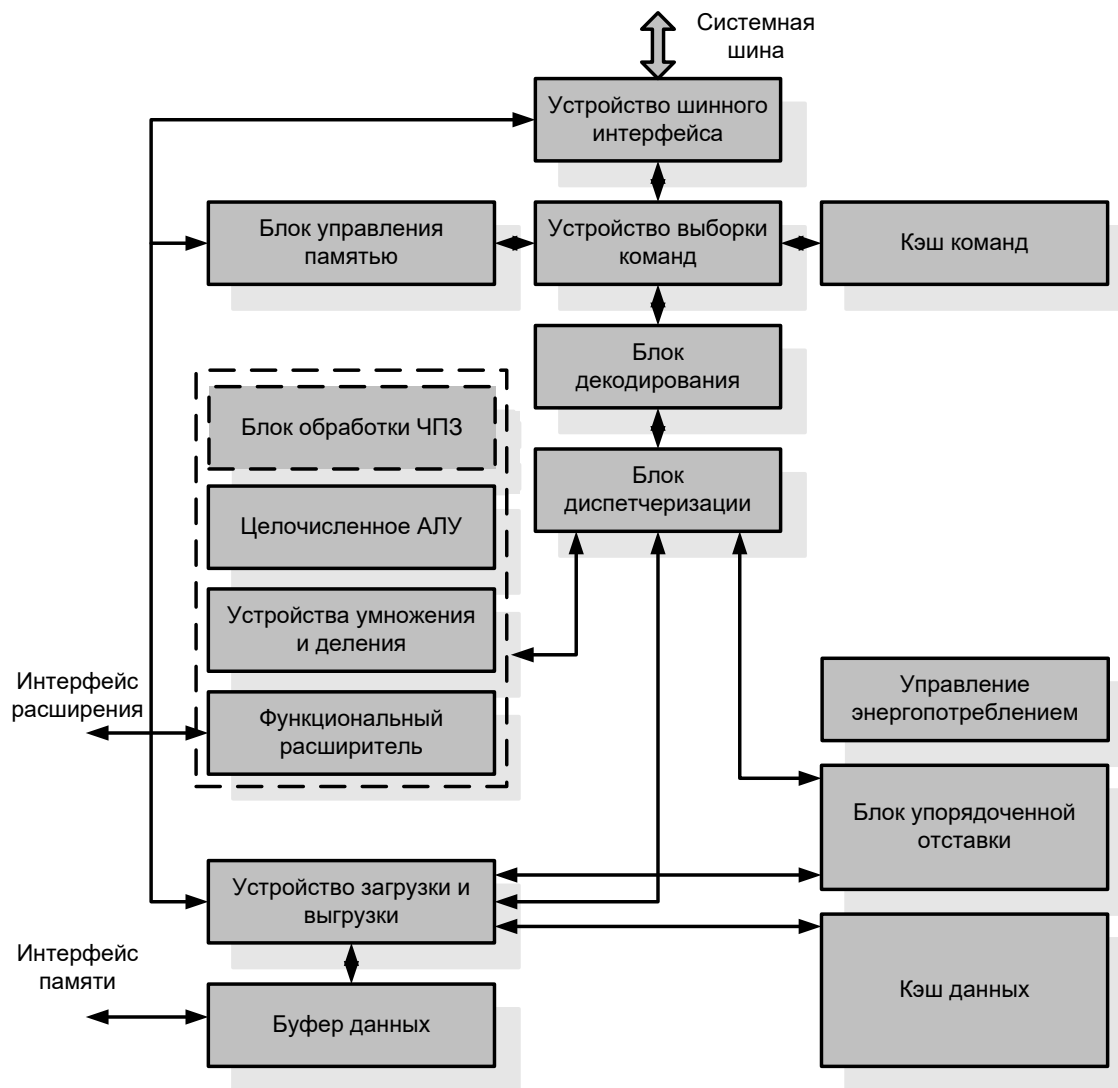 Системная
шина
Устройство шинного
интерфейса
Блок управления
памятью
Устройство выборки
команд
Кэш команд
Блок
декодирования
Блок обработки ЧПЗ
Блок
диспетчеризации
Целочисленное АЛУ
Устройства умножения
и деления
Интерфейс
расширения
Функциональный
расширитель
Управление
энергопотреблением
Блок упорядоченной
отставки
Устройство загрузки и
выгрузки
Интерфейс
памяти
Буфер данных
Кэш данных